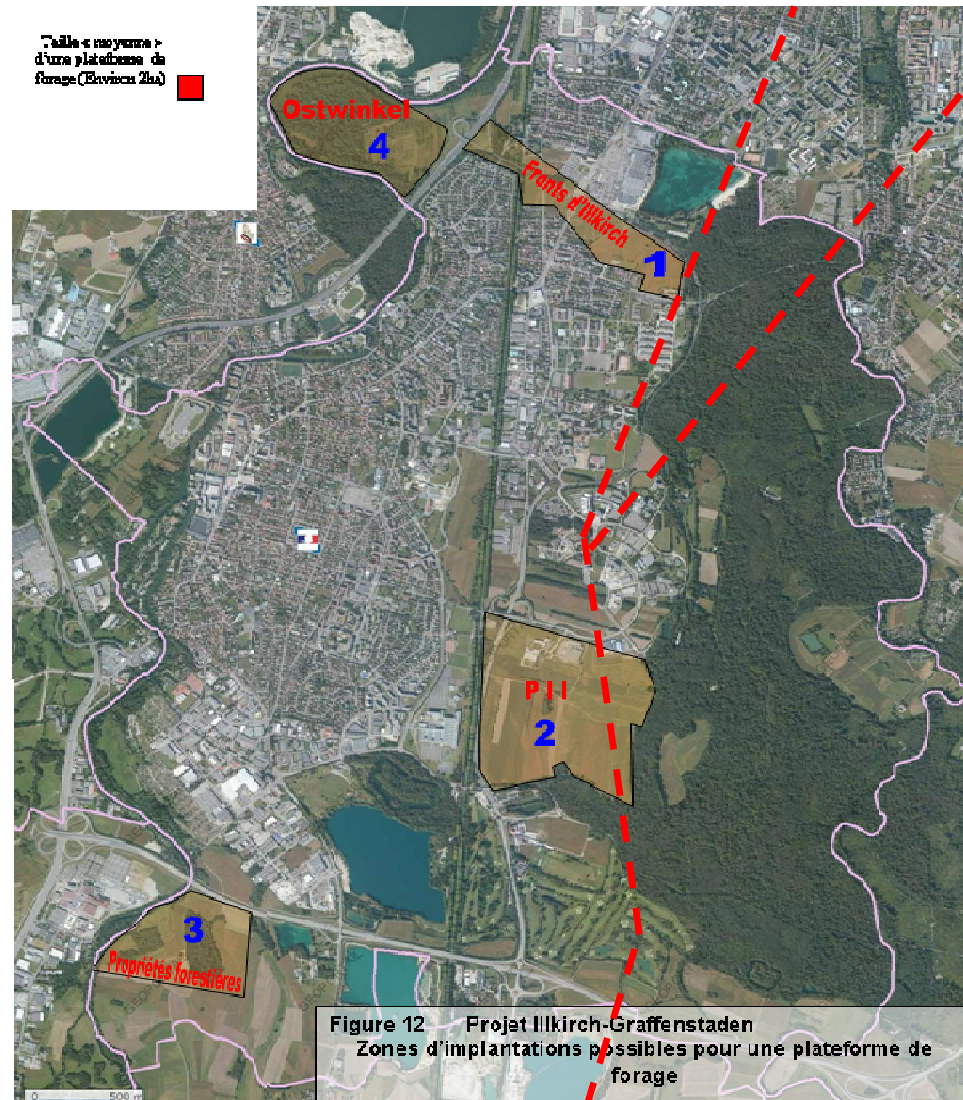 Taille « moyenne »
d'une plateforme de
forage (Environ 2ha)
Ostwinkel
4
Friants d'Illkirch
1
P I I
2
3
Propriétés forestières
Figure 12 Projet Illkirch-Graffenstaden
Zones d'implantations possibles pour une plateforme de
forage
0 500 m